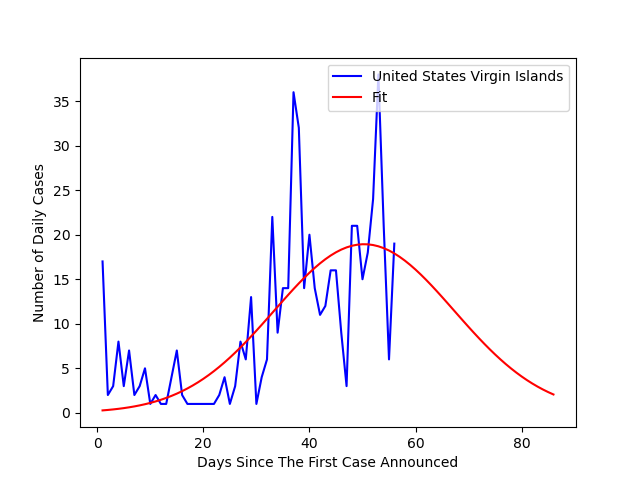 United States Virgin Islands
Fit
35
30
25
20
15
10
5
0
Number of Daily Cases
0 20 40 60 80
Days Since The First Case Announced